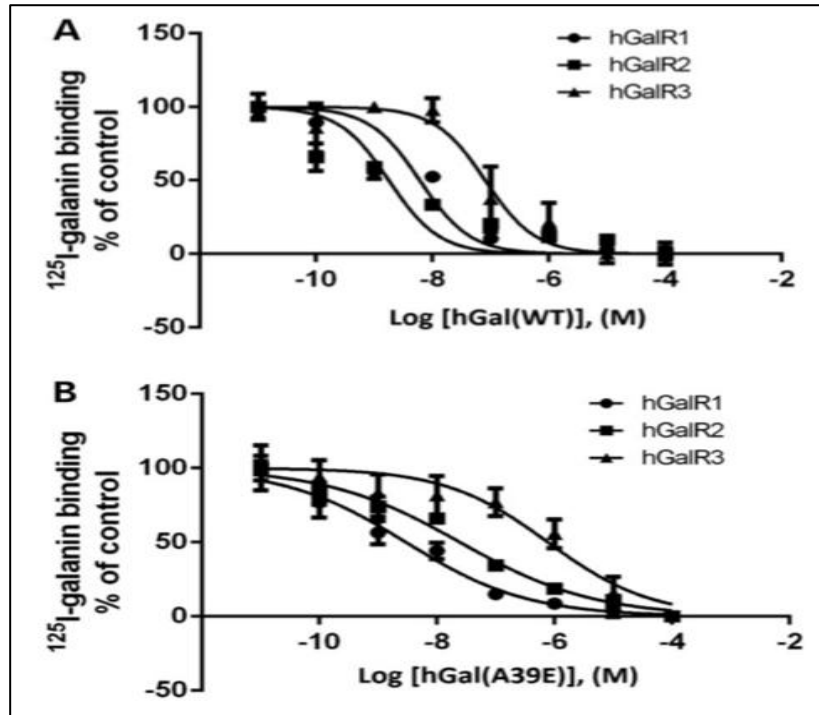 A
150
100
50
0
-50
¹²⁵I-galanin binding
% of control
hGalR1
hGalR2
hGalR3
-10
-8
-6
-4
-2
Log [hGal(WT)], (M)
B
150
100
50
0
-50
¹²⁵I-galanin binding
% of control
hGalR1
hGalR2
hGalR3
-10
-8
-6
-4
-2
Log [hGal(A39E)], (M)